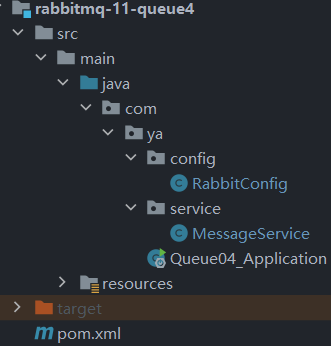 rabbitmq-11-queue4
src
main
java
com
ya
config
RabbitConfig
service
MessageService
Queue04_Application
resources
target
pom.xml